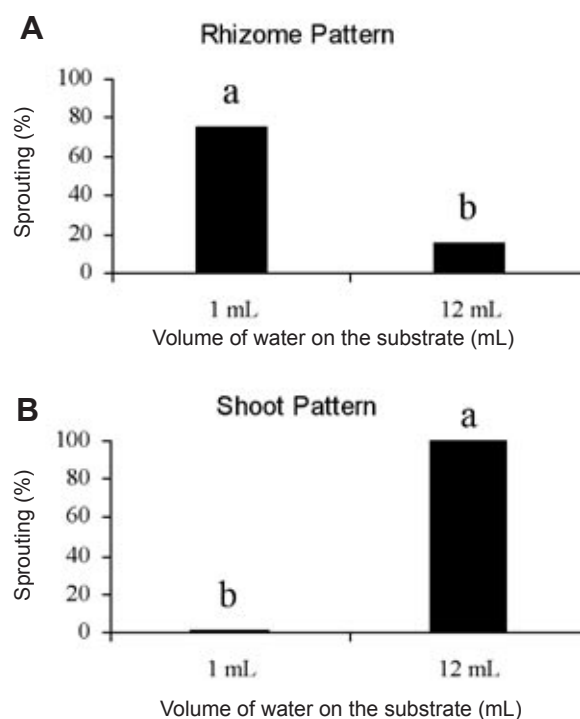 A
Rhizome Pattern
Sprouting (%)
100
80
60
40
20
0
a
b
1 mL 12 mL
Volume of water on the substrate (mL)
B
Shoot Pattern
Sprouting (%)
100
80
60
40
20
0
b
a
1 mL 12 mL
Volume of water on the substrate (mL)